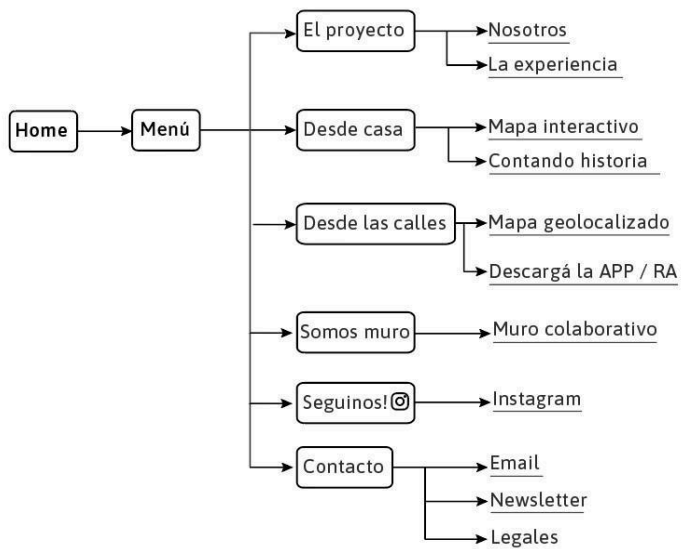 Home
Menú
El proyecto
Nosotros
La experiencia
Desde casa
Mapa interactivo
Contando historia
Desde las calles
Mapa geolocalizado
Descargá la APP / RA
Somos muro
Muro colaborativo
Seguinos!
Instagram
Contacto
Email
Newsletter
Legales